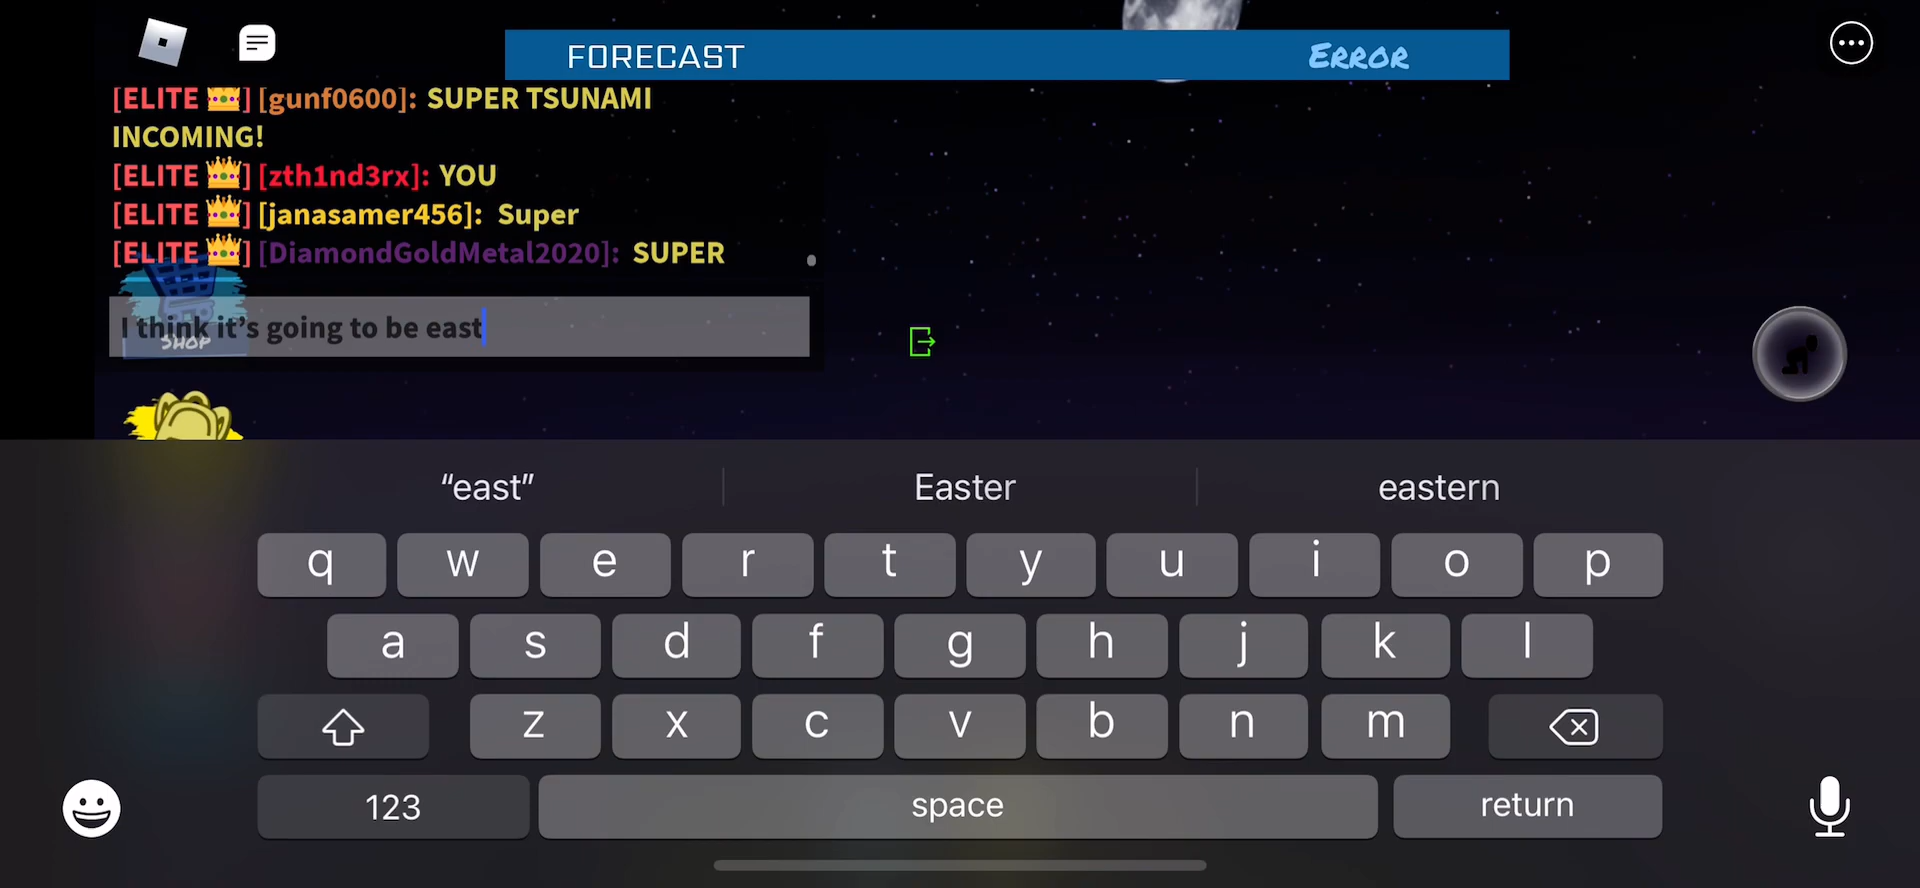 FORECAST Error
[ELITE 👑] [gunf0600]: SUPER TSUNAMI
INCOMING!
[ELITE 👑] [zth1nd3rx]: YOU
[ELITE 👑] [janasamer456]: Super
[ELITE 👑] [DiamondGoldMetal2020]: SUPER
I think it’s going to be east
SHOP
“east” Easter eastern
q w e r t y u i o p
a s d f g h j k l
z x c v b n m
123 space return